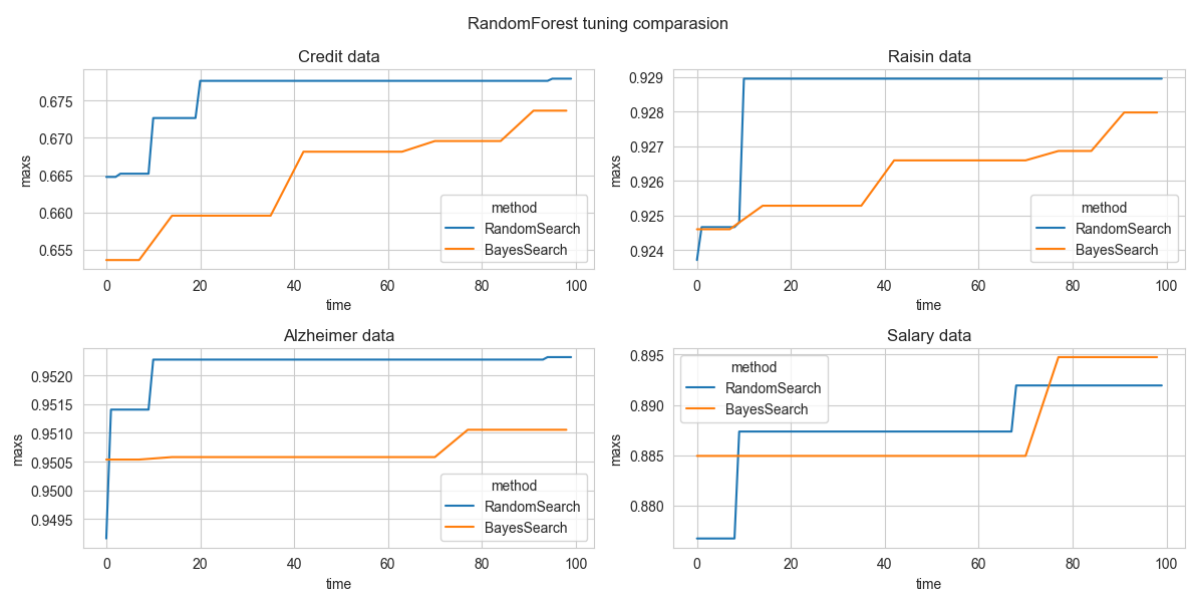 RandomForest tuning comparasion
Credit data
maxs
0.675
0.670
0.665
0.660
0.655
0 20 40 60 80 100
time
method
RandomSearch
BayesSearch
Raisin data
maxs
0.929
0.928
0.927
0.926
0.925
0.924
0 20 40 60 80 100
time
method
RandomSearch
BayesSearch
Alzheimer data
maxs
0.9520
0.9515
0.9510
0.9505
0.9500
0.9495
0 20 40 60 80 100
time
method
RandomSearch
BayesSearch
Salary data
maxs
0.895
0.890
0.885
0.880
0 20 40 60 80 100
time
method
RandomSearch
BayesSearch